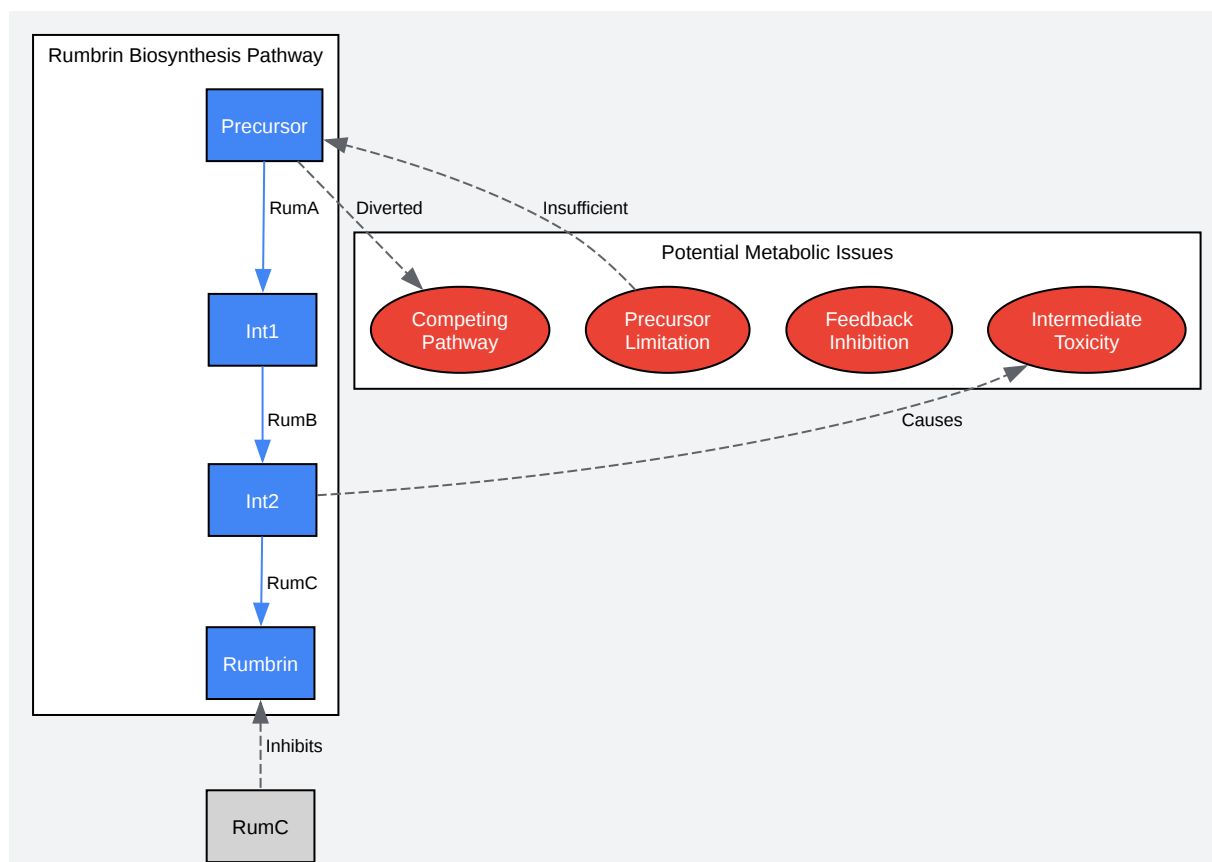 Rumbrin Biosynthesis Pathway
Precursor
RumA
Diverted
Insufficient
Potential Metabolic Issues
Competing
Pathway
Precursor
Limitation
Feedback
Inhibition
Intermediate
Toxicity
Int1
RumB
Causes
Int2
RumC
Rumbrin
Inhibits
RumC